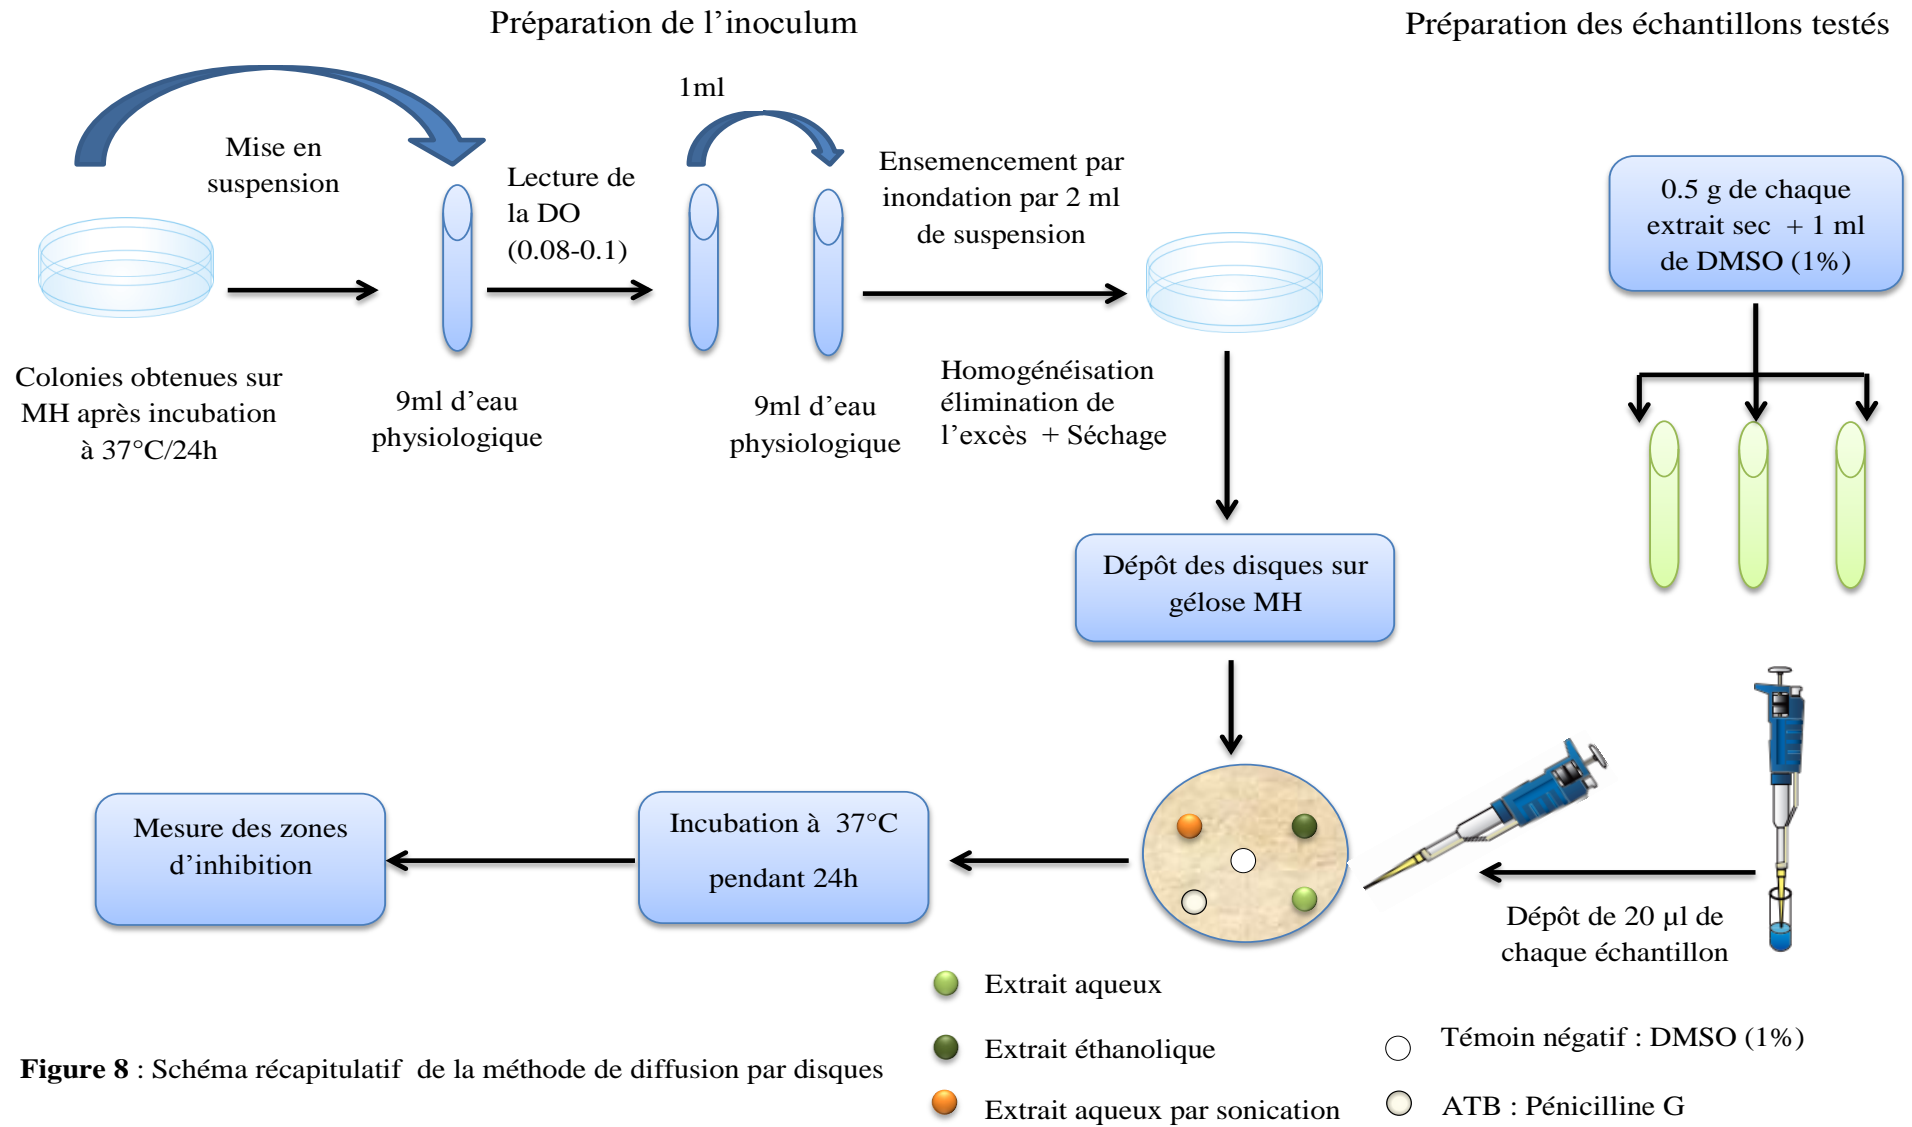 Préparation de l’inoculum
Préparation des échantillons testés
1ml
Mise en
suspension
Lecture de
la DO
(0.08-0.1)
Ensemencement par
inondation par 2 ml
de suspension
0.5 g de chaque
extrait sec + 1 ml
de DMSO (1%)
Colonies obtenues sur
MH après incubation
à 37°C/24h
9ml d’eau
physiologique
9ml d’eau
physiologique
Homogénéisation
élimination de
l’excès + Séchage
Dépôt des disques sur
gélose MH
Mesure des zones
d’inhibition
Incubation à 37°C
pendant 24h
Dépôt de 20 µl de
chaque échantillon
Extrait aqueux
Extrait éthanolique
Témoin négatif : DMSO (1%)
Extrait aqueux par sonication
ATB : Pénicilline G
Figure 8 : Schéma récapitulatif de la méthode de diffusion par disques